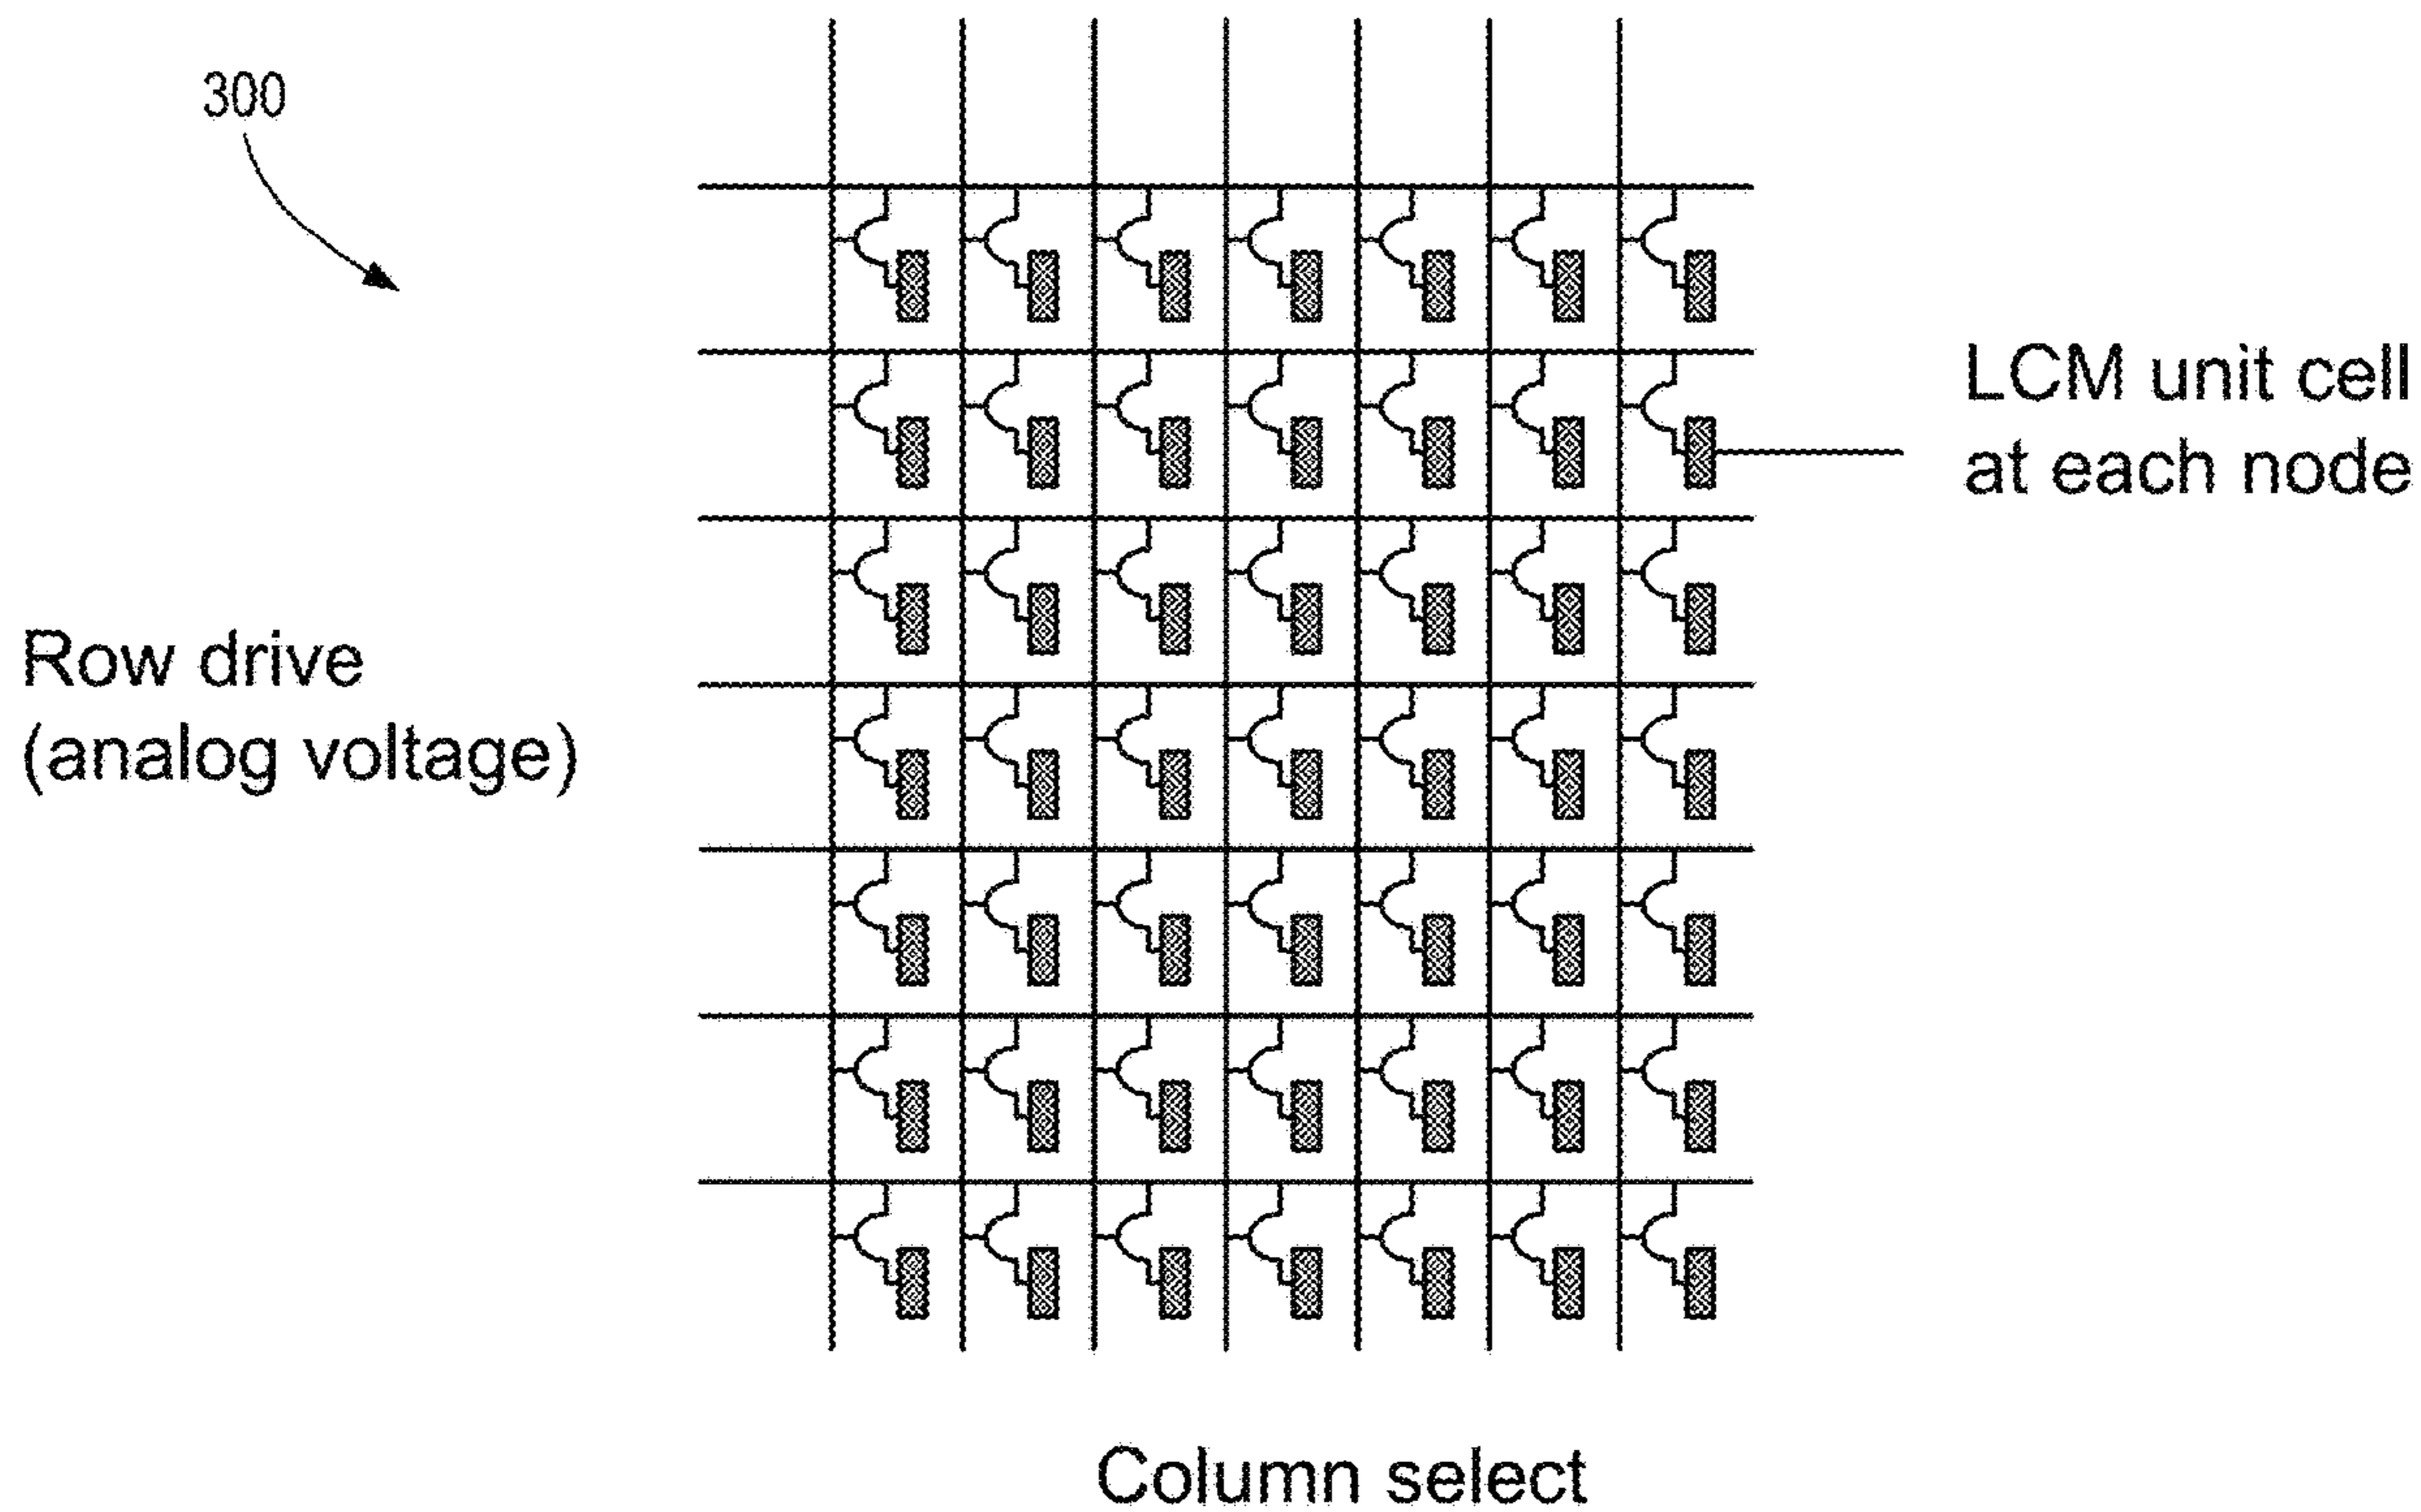 300
LCM unit cell
at each node
Row drive
(analog voltage)
Column select